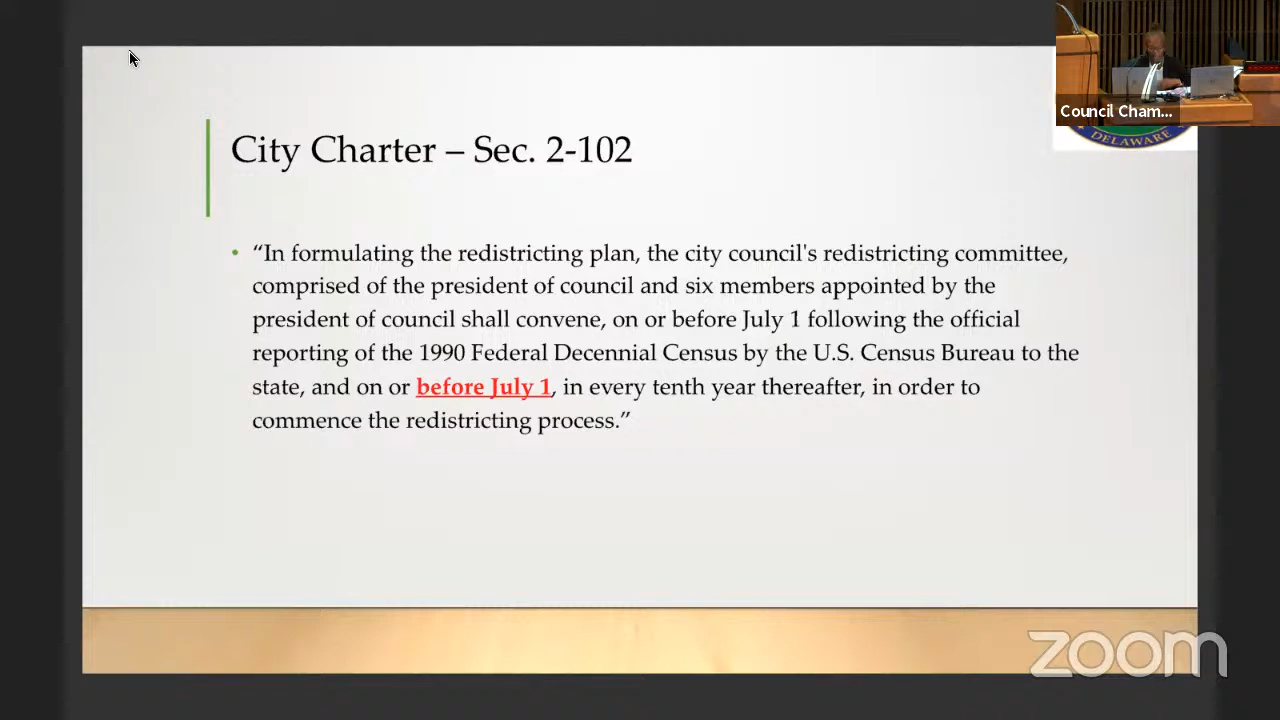 Council Cham...
DELAWARE
City Charter – Sec. 2-102
• “In formulating the redistricting plan, the city council's redistricting committee,
comprised of the president of council and six members appointed by the
president of council shall convene, on or before July 1 following the official
reporting of the 1990 Federal Decennial Census by the U.S. Census Bureau to the
state, and on or before July 1, in every tenth year thereafter, in order to
commence the redistricting process.”
zoom